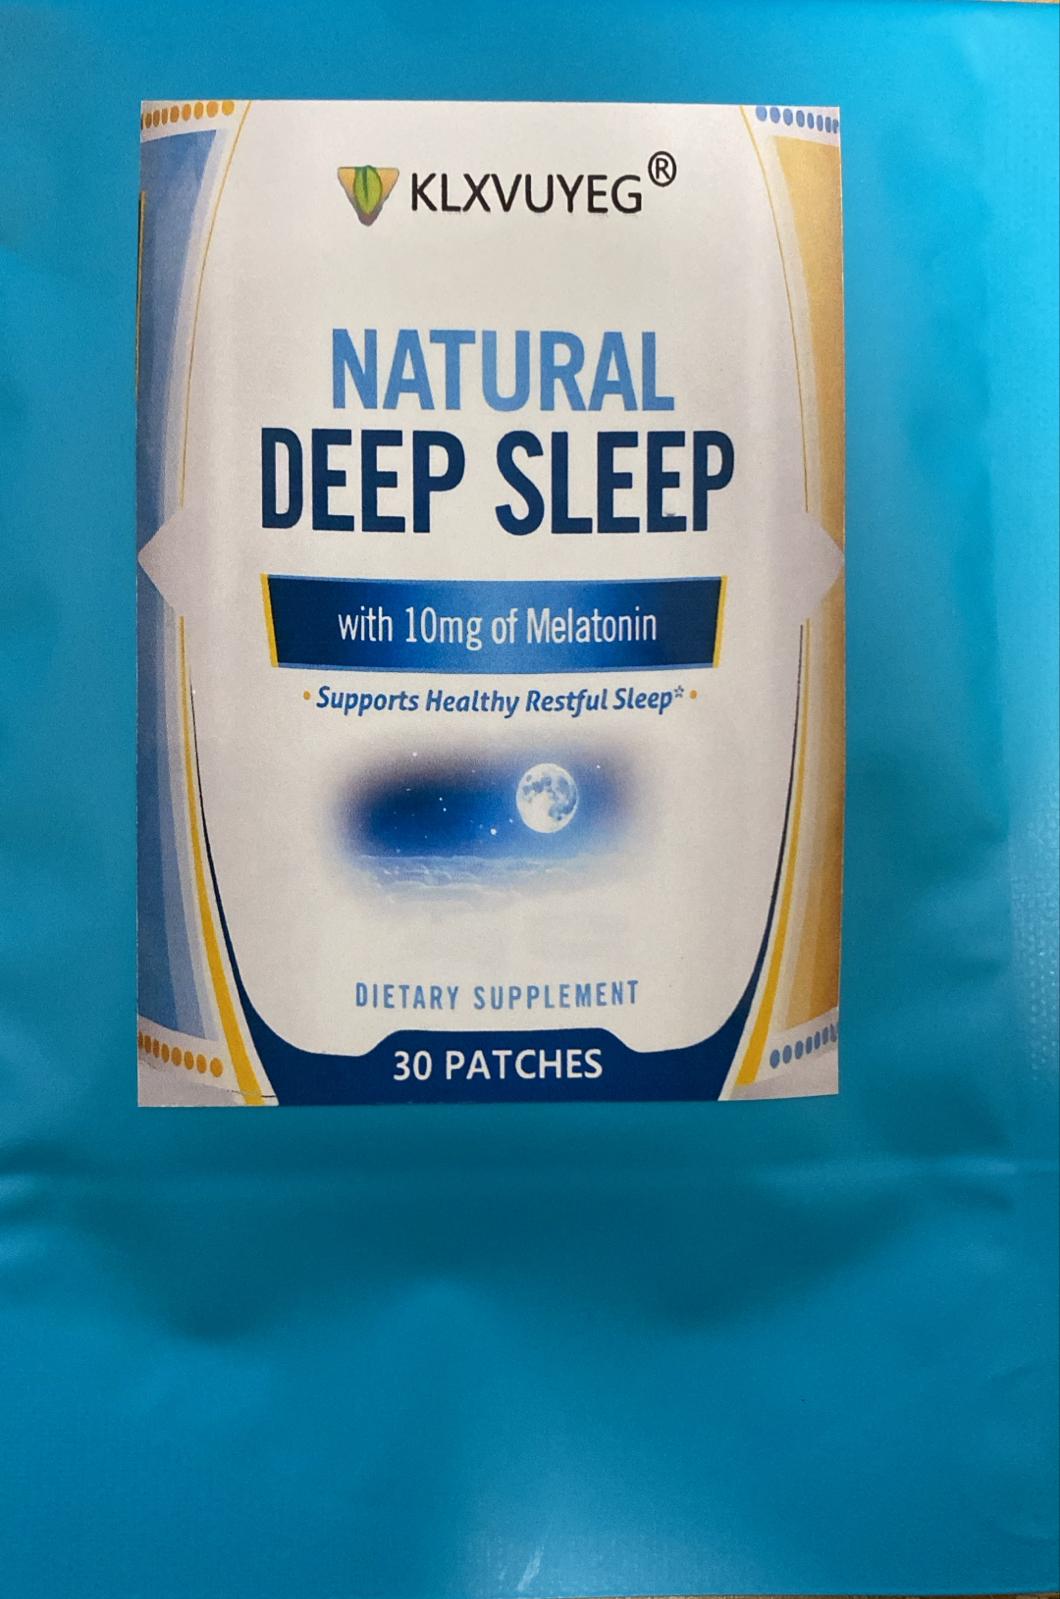 KLXVUYEG®
NATURAL
DEEP SLEEP
with 10mg of Melatonin
• Supports Healthy Restful Sleep* •
DIETARY SUPPLEMENT
30 PATCHES